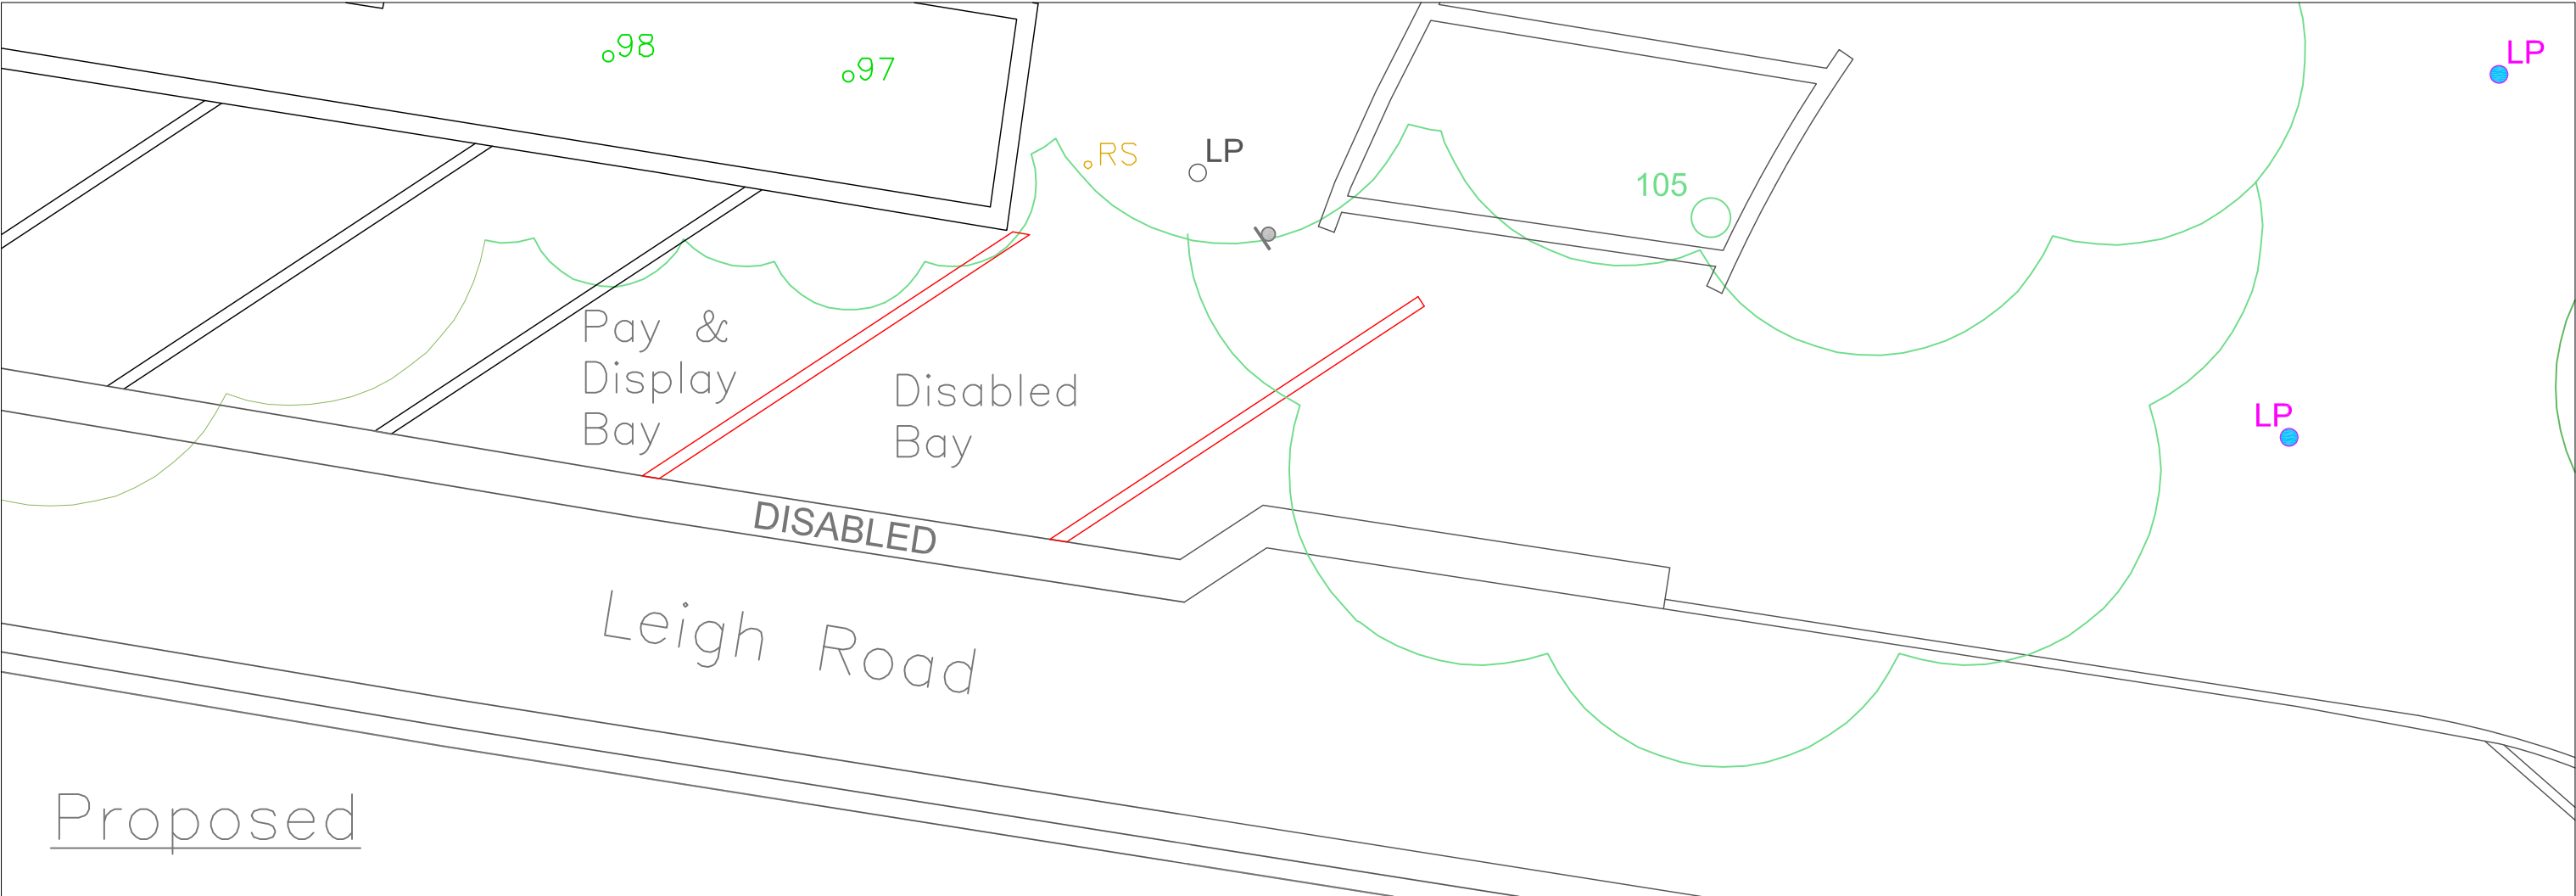 98
97
LP
RS
LP
105
Pay &
Display
Bay
Disabled
Bay
LP
DISABLED
Leigh Road
Proposed